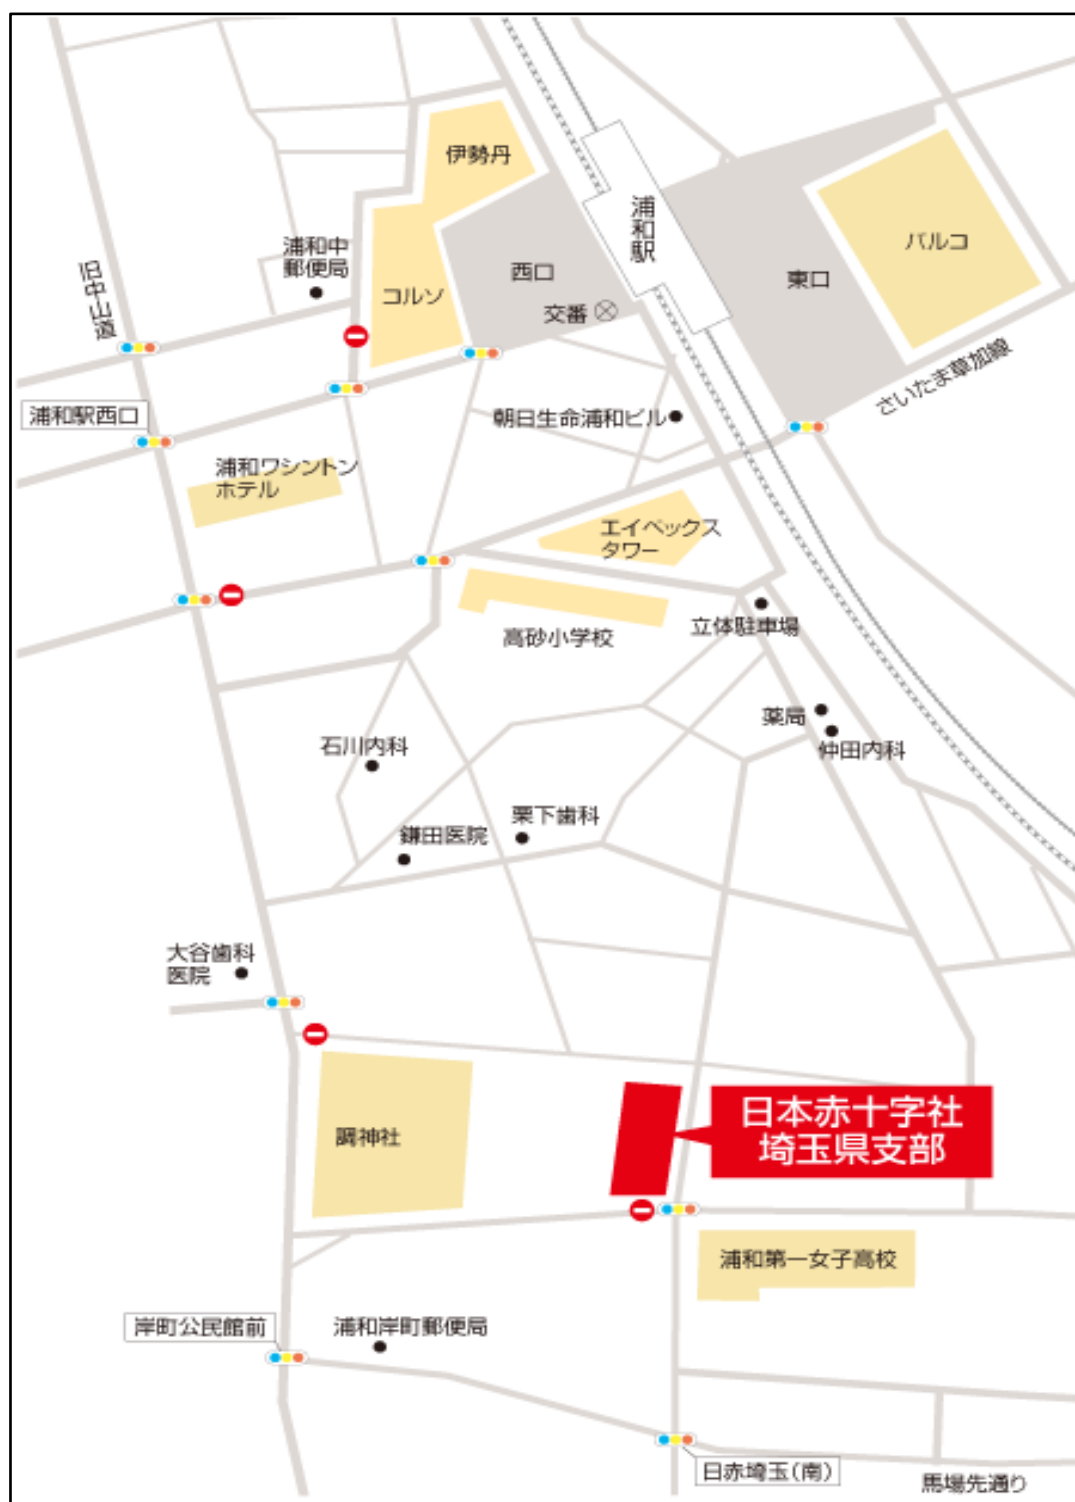 伊勢丹
浦和駅
浦和中
郵便局
パルコ
旧中山道
西口
東口
コルソ
交番
さいたま草加線
浦和駅西口
朝日生命浦和ビル
浦和ワシントン
ホテル
エイペックス
タワー
高砂小学校
立体駐車場
薬局
石川内科
仲田内科
栗下歯科
鎌田医院
大谷歯科
医院
日本赤十字社
埼玉県支部
調神社
浦和第一女子高校
岸町公民館前
浦和岸町郵便局
日赤埼玉(南)
馬場先通り